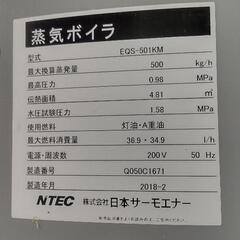 蒸気ボイラ
型式 EQS-501KM
最大換算蒸発量 500 kg/h
最高圧力 0.98 MPa
伝熱面積 4.81 ㎡
水圧試験圧力 1.58 MPa
使用燃料 灯油・A重油
最大燃料消費量 36.9・34.9 l/h
電源・周波数 200V 50 Hz
製造番号 Q050C1671
製造年月 2018-2
NTEC 株式会社日本サーモエナー